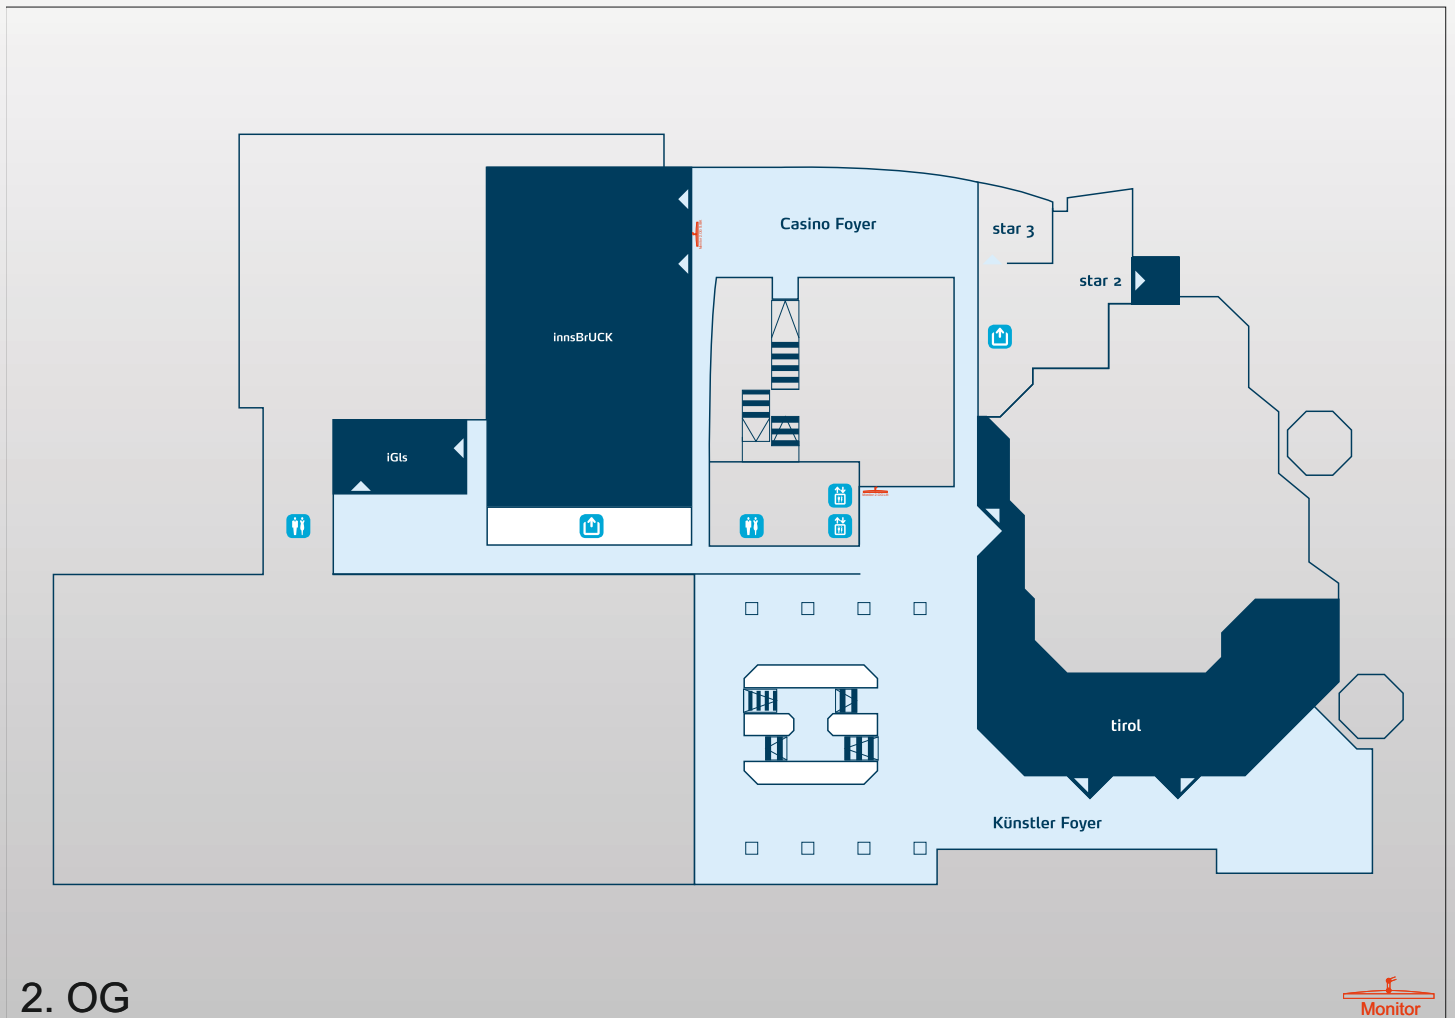 Casino Foyer
star 3
star 2
innsBrUCK
iGls
tirol
Künstler Foyer
2. OG
Monitor